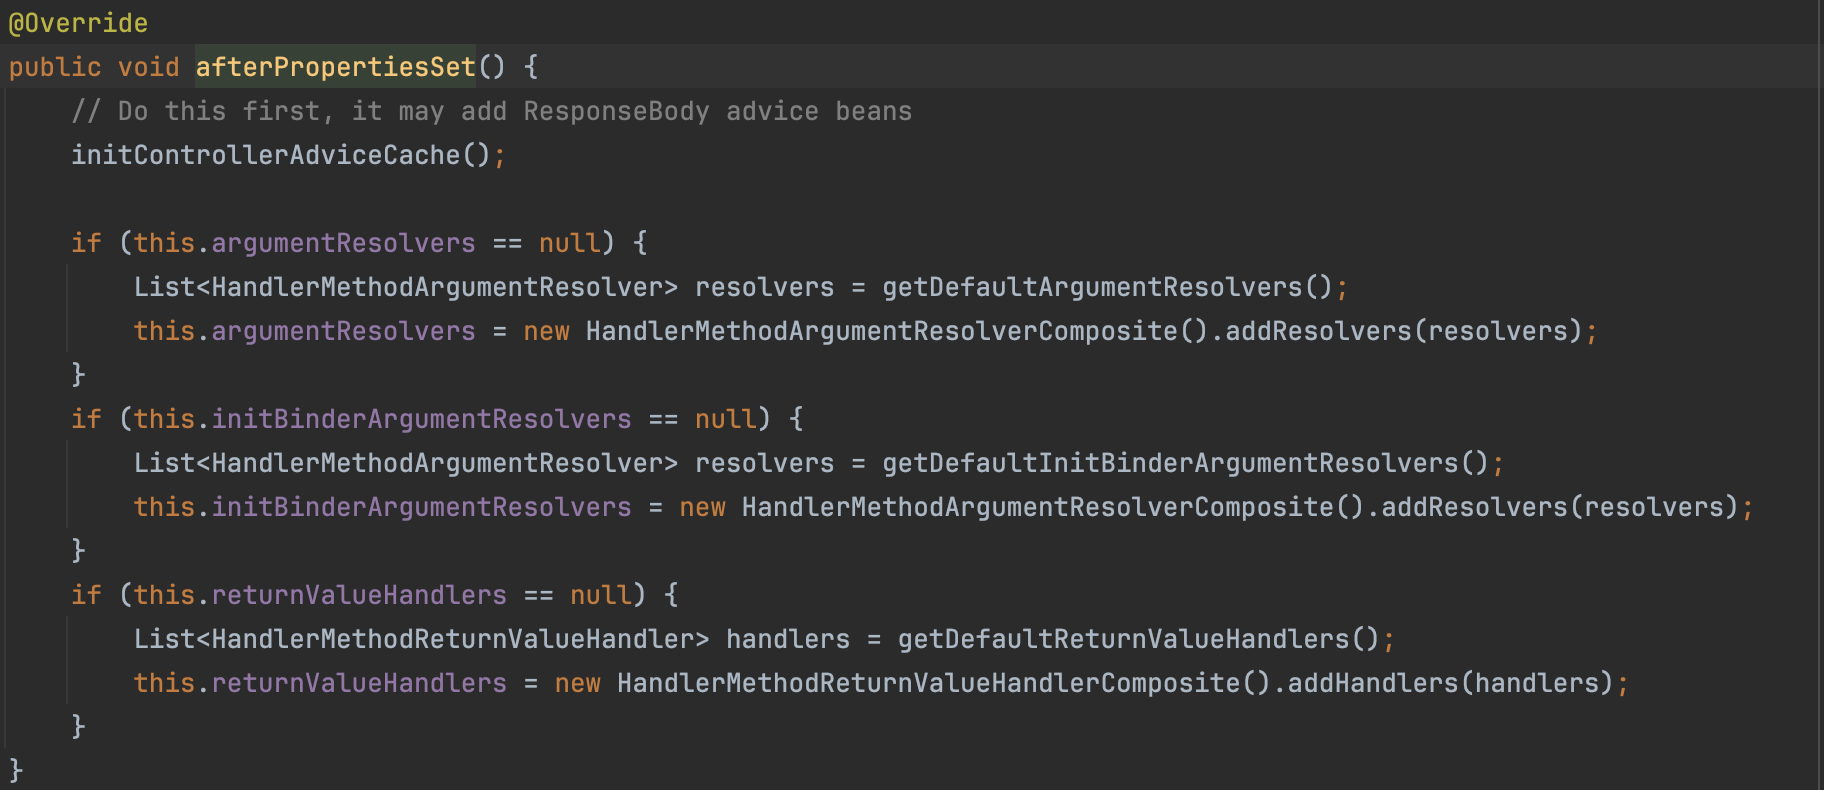 @Override
public void afterPropertiesSet() {
    // Do this first, it may add ResponseBody advice beans
    initControllerAdviceCache();

    if (this.argumentResolvers == null) {
        List<HandlerMethodArgumentResolver> resolvers = getDefaultArgumentResolvers();
        this.argumentResolvers = new HandlerMethodArgumentResolverComposite().addResolvers(resolvers);
    }
    if (this.initBinderArgumentResolvers == null) {
        List<HandlerMethodArgumentResolver> resolvers = getDefaultInitBinderArgumentResolvers();
        this.initBinderArgumentResolvers = new HandlerMethodArgumentResolverComposite().addResolvers(resolvers);
    }
    if (this.returnValueHandlers == null) {
        List<HandlerMethodReturnValueHandler> handlers = getDefaultReturnValueHandlers();
        this.returnValueHandlers = new HandlerMethodReturnValueHandlerComposite().addHandlers(handlers);
    }
}